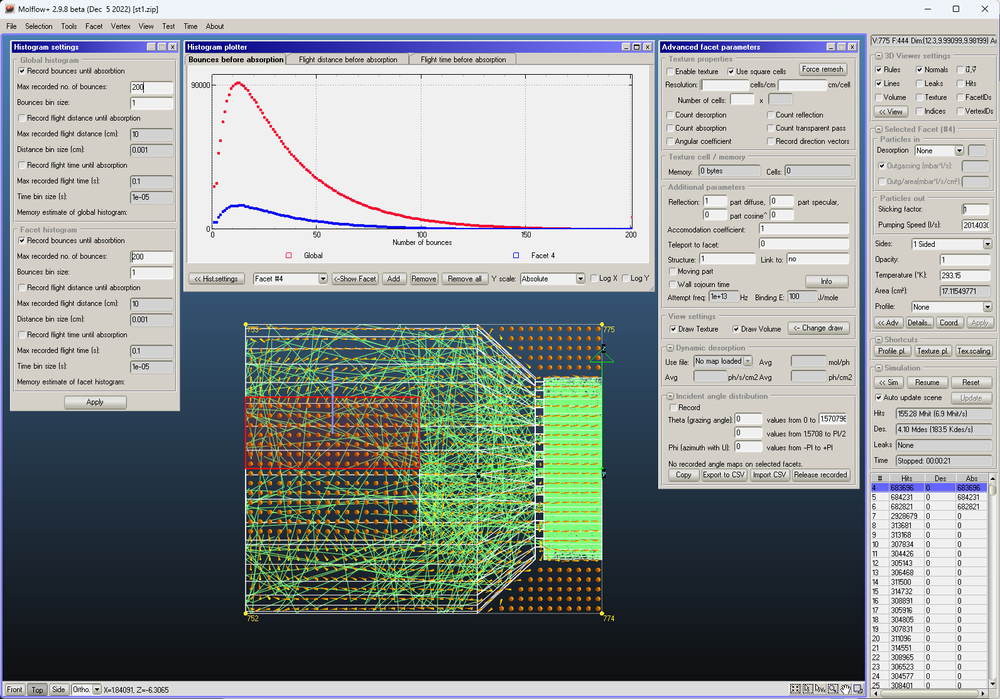 Molflow+ 2.9.8 beta (Dec  5 2022) [st1.zip]
File Selection Tools Facet Vertex View Test Time About
Histogram settings
Global histogram
Record bounces until absorbtion
Max recorded no. of bounces: 200
Bounces bin size: 1
Record flight distance until absorption
Max recorded flight distance (cm): 10
Distance bin size (cm): 0.001
Record flight time until absorption
Max recorded flight time (s): 0.1
Time bin size (s): 1e-05
Memory estimate of global histogram:
Facet histogram
Record bounces until absorbtion
Max recorded no. of bounces: 200
Bounces bin size: 1
Record flight distance until absorption
Max recorded flight distance (cm): 10
Distance bin size (cm): 0.001
Record flight time until absorption
Max recorded flight time (s): 0.1
Time bin size (s): 1e-05
Memory estimate of facet histogram:
Apply
Histogram plotter
Bounces before absorption Flight distance before absorption Flight time before absorption
90000
0
0 50 100 150 200
Number of bounces
Global Facet 4
<< Hist.settings Facet #4 <-Show Facet Add Remove Remove all Y scale: Absolute Log X Log Y
753 775
z
x y
752 774
Advanced facet parameters
Texture properties
Enable texture Use square cells Force remesh
Resolution: cells/cm cm/cell
Number of cells: x
Count desorption Count reflection
Count absorption Count transparent pass
Angular coefficient Record direction vectors
Texture cell / memory
Memory: 0 bytes Cells: 0
Additional parameters
Reflection: 1 part diffuse, 0 part specular,
0 part cosine^ 0
Accomodation coefficient: 1
Teleport to facet: 0
Structure: 1 Link to: no
Moving part
Wall sojourn time Info
Attempt freq: 1e+13 Hz Binding E: 100 J/mole
View settings
Draw Texture Draw Volume <- Change draw
Dynamic desorption
Use file: No map loaded Avg mol/ph
Avg ph/s/cm2 Avg ph/cm2
Incident angle distribution
Record
Theta (grazing angle): 0 values from 0 to 1.570796
0 values from 1.5708 to PI/2
Phi (azimuth with U): 0 values from -PI to +PI
No recorded angle maps on selected facets.
Copy Export to CSV Import CSV Release recorded
V:775 F:444 Dim:(12.3,9.99099,9.98199) Ar
3D Viewer settings
Rules Normals u,v
Lines Leaks Hits
Volume Texture FacetIDs
<< View Indices VertexIDs
Selected Facet (#4)
Particles in
Desorption None
Outgassing (mbar*l/s):
Outg/area(mbar*l/s/cm²):
Particles out
Sticking factor: 1
Pumping Speed (l/s): 201.4030
Sides: 1 Sided
Opacity: 1
Temperature (°K): 293.15
Area (cm²): 17.11549771
Profile: None
<< Adv Details... Coord. Apply
Shortcuts
Profile pl. Texture pl. Tex.scaling
Simulation
<< Sim Resume Reset
Auto update scene Update
Hits 155.28 Mhit (6.9 Mhit/s)
Des. 4.10 Mdes (183.5 Kdes/s)
Leaks None
Time Stopped: 00:00:21
# Hits Des Abs
4 683696 0 683696
5 684231 0 684231
6 682821 0 682821
7 2928679 0 0
8 313681 0 0
9 313168 0 0
10 307834 0 0
11 304426 0 0
12 305143 0 0
13 306468 0 0
14 311500 0 0
15 314732 0 0
16 308891 0 0
17 305916 0 0
18 304805 0 0
19 307831 0 0
20 311096 0 0
21 314551 0 0
22 308965 0 0
23 306523 0 0
24 304577 0 0
25 308401 0 0
Front Top Side Ortho. X=1.84091, Z=-6.3065